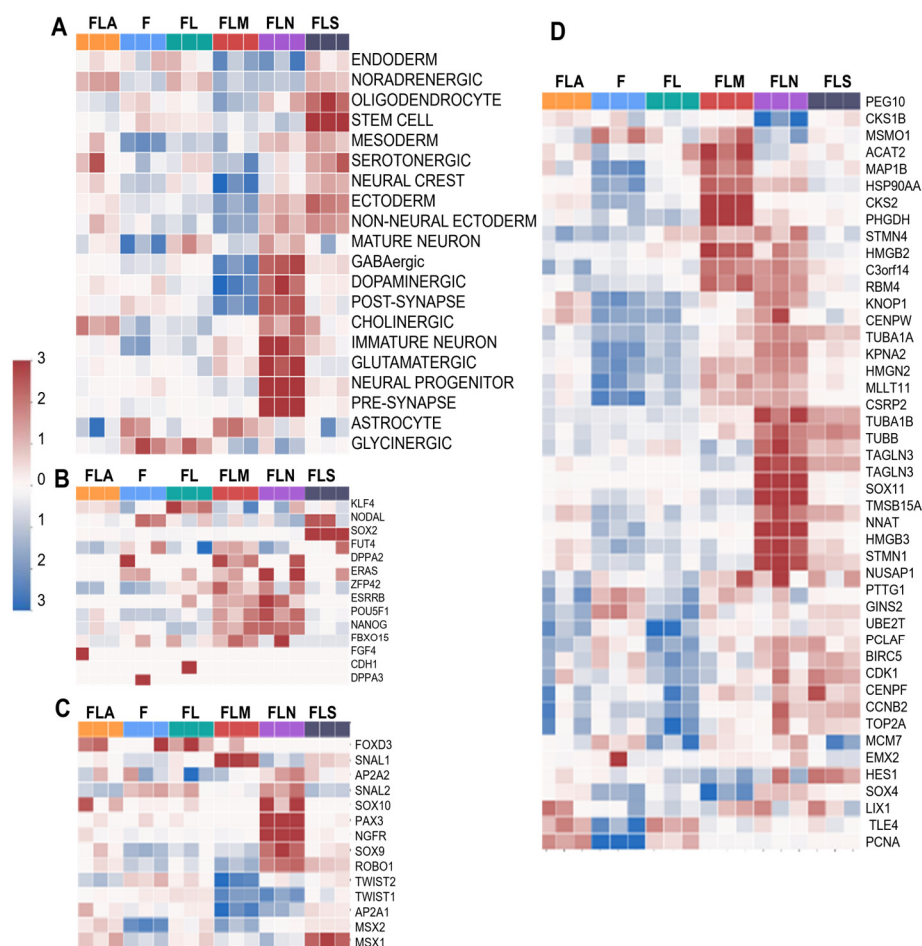 A
FLA F FL FLM FLN FLS
ENDODERM
NORADRENERGIC
OLIGODENDROCYTE
STEM CELL
MESODERM
SEROTONERGIC
NEURAL CREST
ECTODERM
NON-NEURAL ECTODERM
MATURE NEURON
GABAergic
DOPAMINERGIC
POST-SYNAPSE
CHOLINERGIC
IMMATURE NEURON
GLUTAMATERGIC
NEURAL PROGENITOR
PRE-SYNAPSE
ASTROCYTE
GLYCINERGIC
3
2
1
0
1
2
3
B
FLA F FL FLM FLN FLS
KLF4
NODAL
SOX2
FUT4
DPPA2
ERAS
ZFP42
ESRRB
POU5F1
NANOG
FBXO15
FGF4
CDH1
DPPA3
C
FLA F FL FLM FLN FLS
FOXD3
SNAL1
AP2A2
SNAL2
SOX10
PAX3
NGFR
SOX9
ROBO1
TWIST2
TWIST1
AP2A1
MSX2
MSX1
D
FLA F FL FLM FLN FLS
PEG10
CKS1B
MSMO1
ACAT2
MAP1B
HSP90AA
CKS2
PHGDH
STMN4
HMGB2
C3orf14
RBM4
KNOP1
CENPW
TUBA1A
KPNA2
HMGN2
MLLT11
CSRP2
TUBA1B
TUBB
TAGLN3
TAGLN3
SOX11
TMSB15A
NNAT
HMGB3
STMN1
NUSAP1
PTTG1
GINS2
UBE2T
PCLAF
BIRC5
CDK1
CENPF
CCNB2
TOP2A
MCM7
EMX2
HES1
SOX4
LIX1
TLE4
PCNA